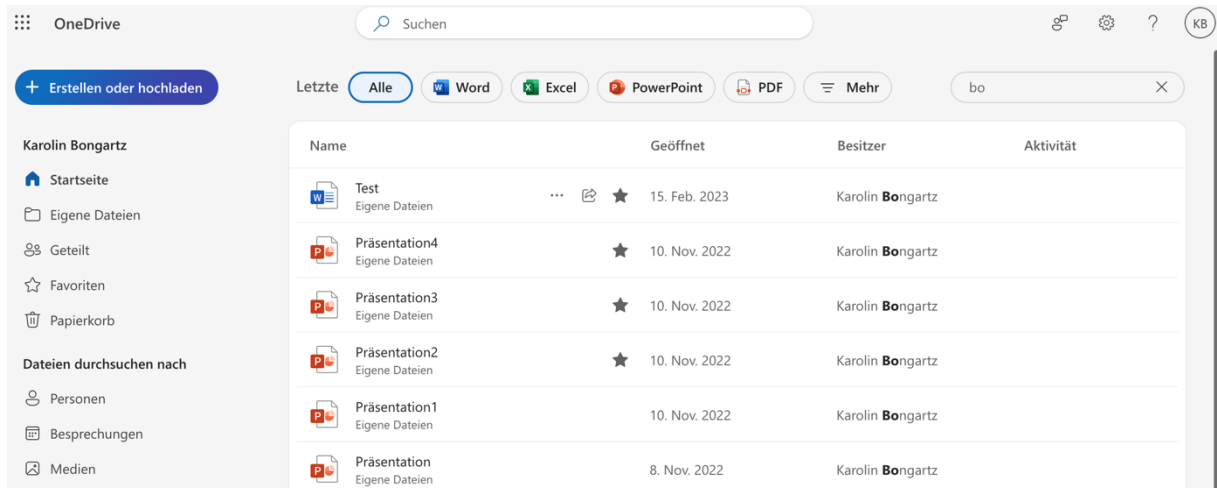 OneDrive
Suchen
KB
Erstellen oder hochladen
Letzte Alle Word Excel PowerPoint PDF Mehr
bo
Karolin Bongartz
Startseite
Eigene Dateien
Geteilt
Favoriten
Papierkorb
Dateien durchsuchen nach
Personen
Besprechungen
Medien
Name Geöffnet Besitzer Aktivität
Test 15. Feb. 2023 Karolin Bongartz
Eigene Dateien
Präsentation4 10. Nov. 2022 Karolin Bongartz
Eigene Dateien
Präsentation3 10. Nov. 2022 Karolin Bongartz
Eigene Dateien
Präsentation2 10. Nov. 2022 Karolin Bongartz
Eigene Dateien
Präsentation1 10. Nov. 2022 Karolin Bongartz
Eigene Dateien
Präsentation 8. Nov. 2022 Karolin Bongartz
Eigene Dateien